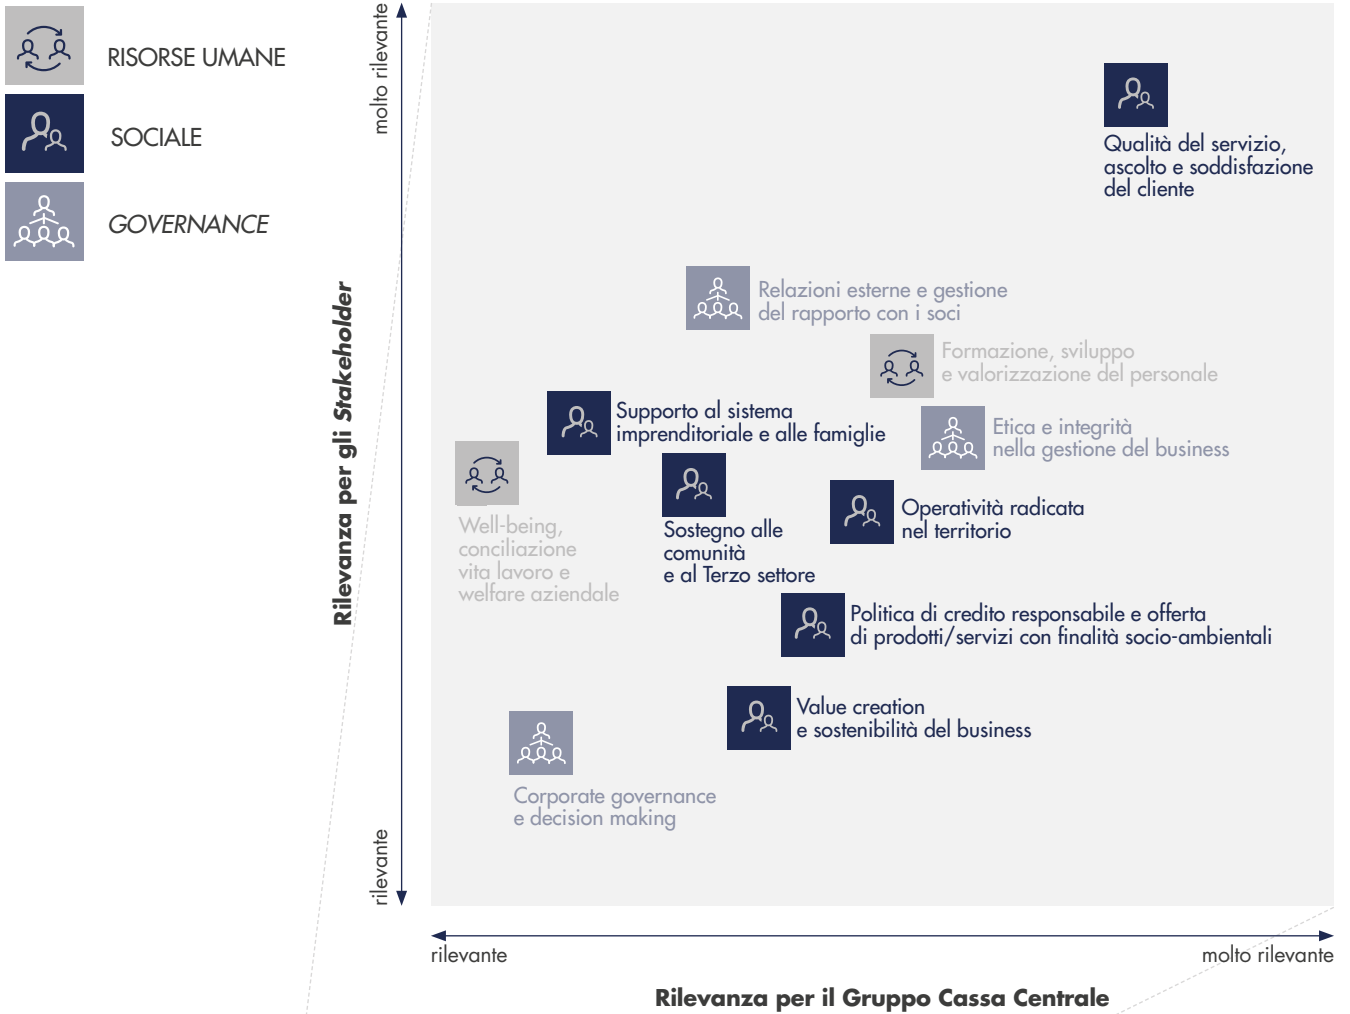 RISORSE UMANE
SOCIALE
GOVERNANCE
molto rilevante
Rilevanza per gli Stakeholder
rilevante
Qualità del servizio,
ascolto e soddisfazione
del cliente
Relazioni esterne e gestione
del rapporto con i soci
Formazione, sviluppo
e valorizzazione del personale
Supporto al sistema
imprenditoriale e alle famiglie
Etica e integrità
nella gestione del business
Well-being,
conciliazione
vita lavoro e
welfare aziendale
Sostegno alle
comunità
e al Terzo settore
Operatività radicata
nel territorio
Politica di credito responsabile e offerta
di prodotti/servizi con finalità socio-ambientali
Value creation
e sostenibilità del business
Corporate governance
e decision making
rilevante
molto rilevante
Rilevanza per il Gruppo Cassa Centrale